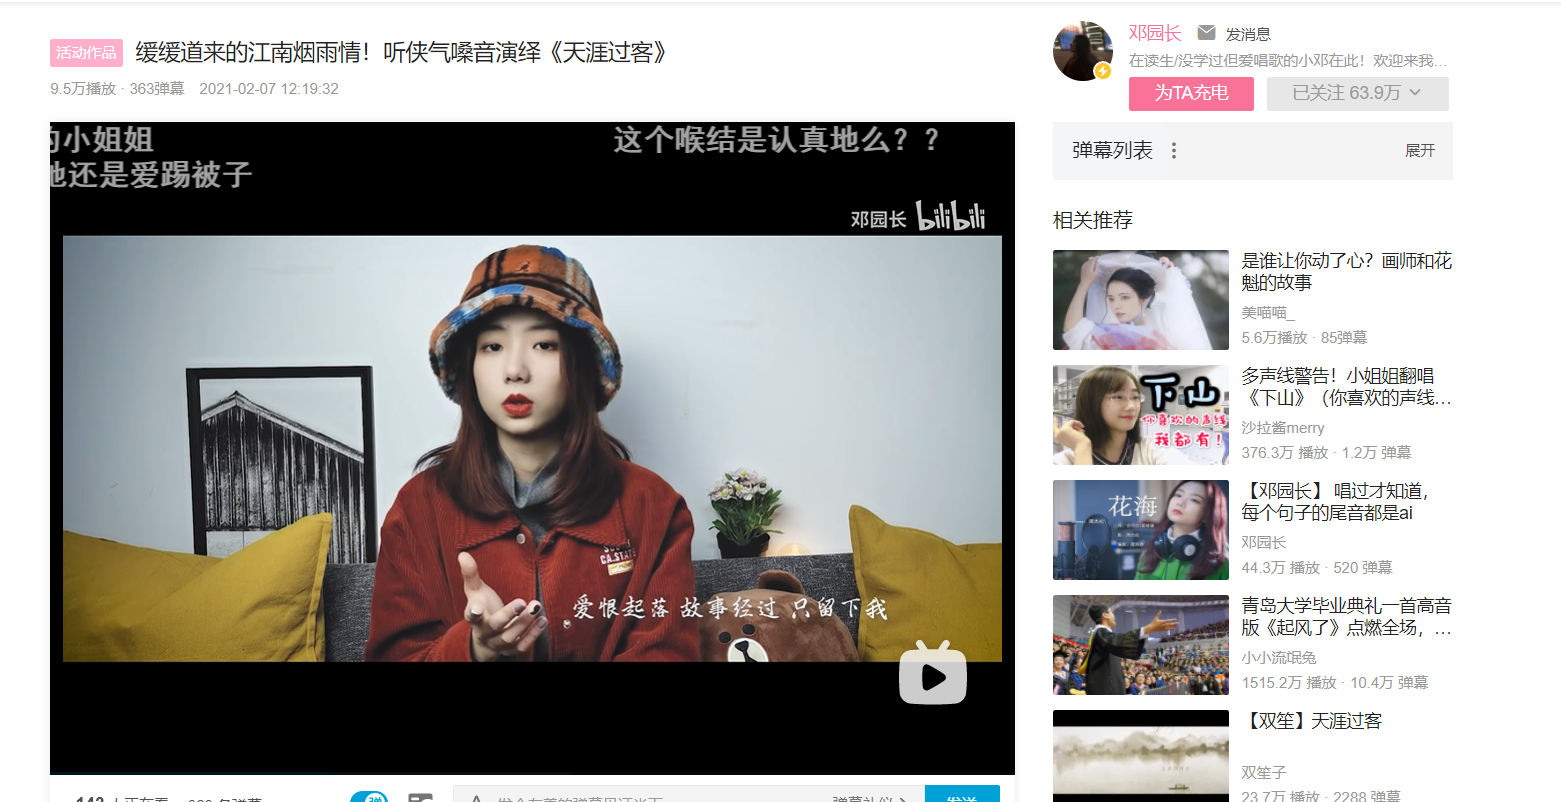 活动作品 缓缓道来的江南烟雨情！听侠气嗓音演绎《天涯过客》
9.5万播放 · 363弹幕 2021-02-07 12:19:32
小姐姐
这个喉结是认真地么？？
还是爱踢被子
邓园长 bilibili
CA.STATE
爱恨起落 故事经过 只留下我
邓园长 发消息
在读生/没学过但爱唱歌的小邓在此！欢迎来我…
为TA充电
已关注 63.9万
弹幕列表
展开
相关推荐
是谁让你动了心？画师和花
魁的故事
美喵喵_
5.6万播放 · 85弹幕
下山
你喜欢的声线
我都有！
多声线警告！小姐姐翻唱
《下山》（你喜欢的声线…
沙拉酱merry
376.3万 播放 · 1.2万 弹幕
花海
【邓园长】 唱过才知道，
每个句子的尾音都是ai
邓园长
44.3万 播放 · 520 弹幕
青岛大学毕业典礼一首高音
版《起风了》点燃全场，…
小小流氓兔
1515.2万 播放 · 10.4万 弹幕
【双笙】天涯过客
双笙子
23.7万 播放 · 2288 弹幕
发送